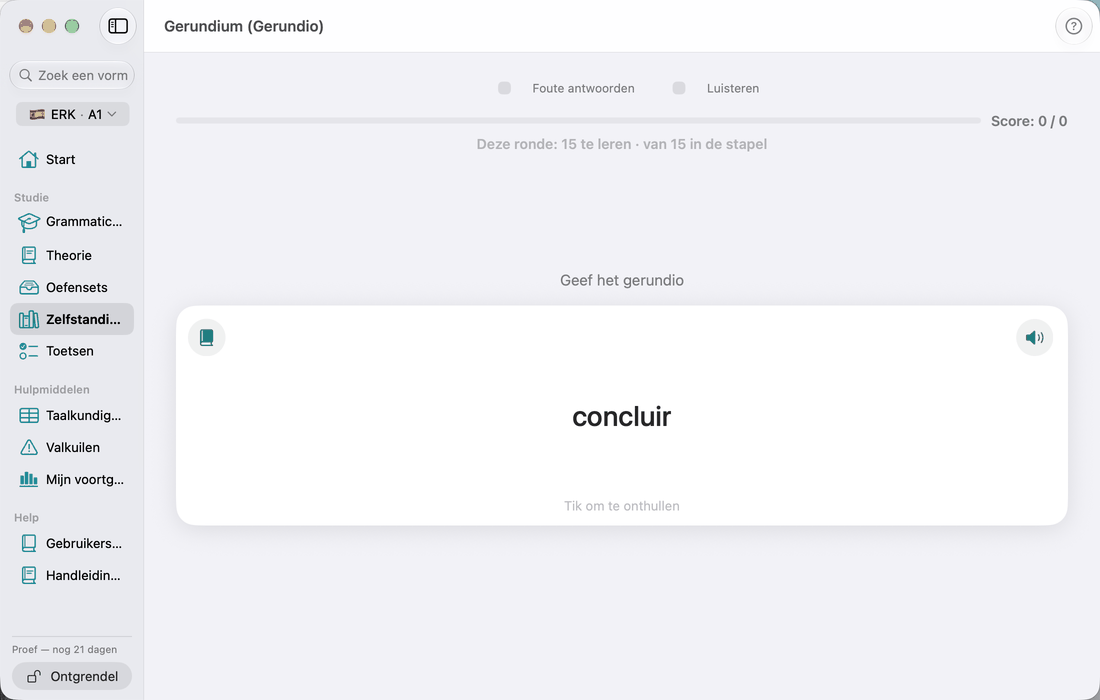 Gerundium (Gerundio)
Zoek een vorm
ERK · A1
Start
Studie
Grammatic...
Theorie
Oefensets
Zelfstandi...
Toetsen
Hulpmiddelen
Taalkundig...
Valkuilen
Mijn voortg...
Help
Gebruikers...
Handleidin...
Proef — nog 21 dagen
Ontgrendel
Foute antwoorden
Luisteren
Score: 0 / 0
Deze ronde: 15 te leren · van 15 in de stapel
Geef het gerundio
concluir
Tik om te onthullen